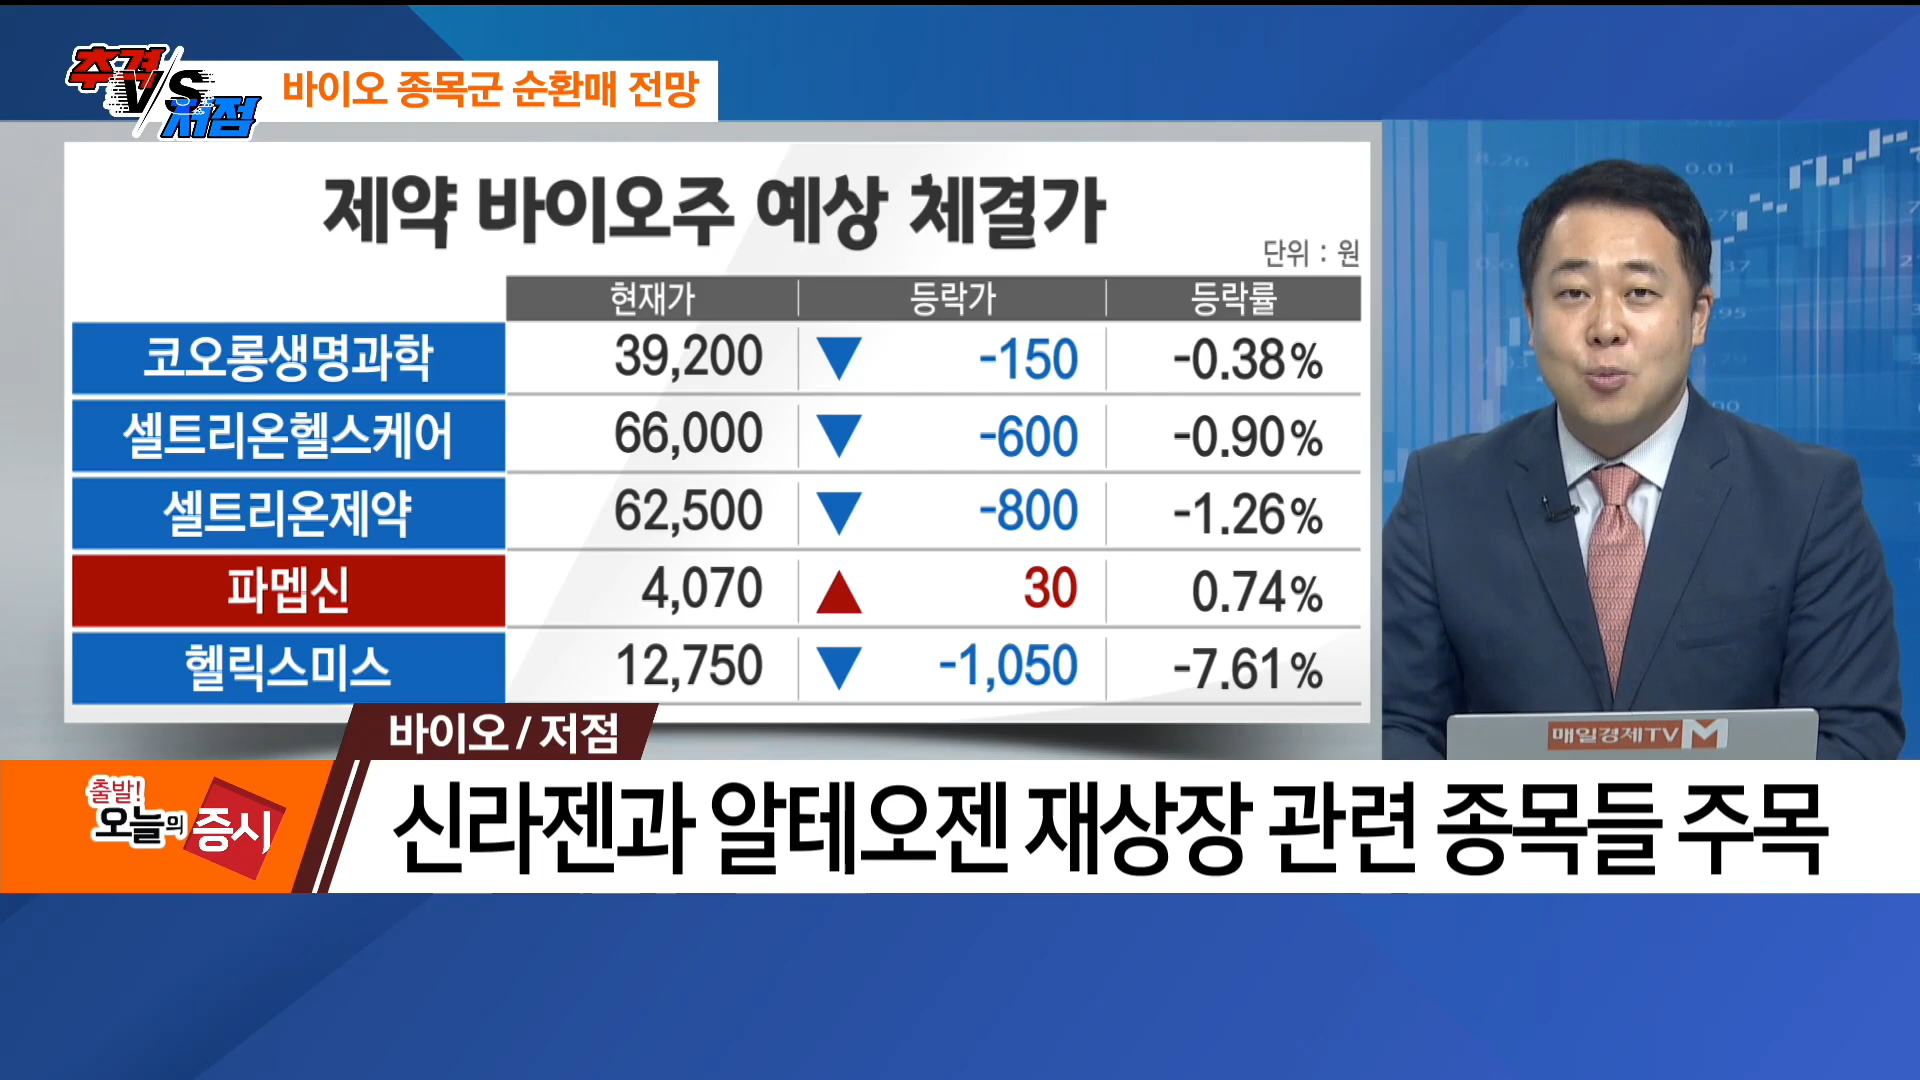 추격
VS
저점
바이오 종목군 순환매 전망
제약 바이오주 예상 체결가
단위 : 원
현재가 등락가 등락률
코오롱생명과학 39,200 ▼ -150 -0.38%
셀트리온헬스케어 66,000 ▼ -600 -0.90%
셀트리온제약 62,500 ▼ -800 -1.26%
파멥신 4,070 ▲ 30 0.74%
헬릭스미스 12,750 ▼ -1,050 -7.61%
매일경제TV M
바이오 / 저점
출발!
오늘의 증시
신라젠과 알테오젠 재상장 관련 종목들 주목